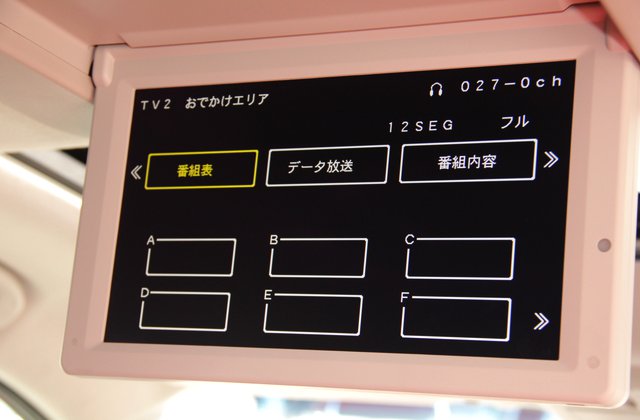 TV2 おでかけエリア 027-0ch
12SEG フル
番組表 データ放送 番組内容
A B C
D E F